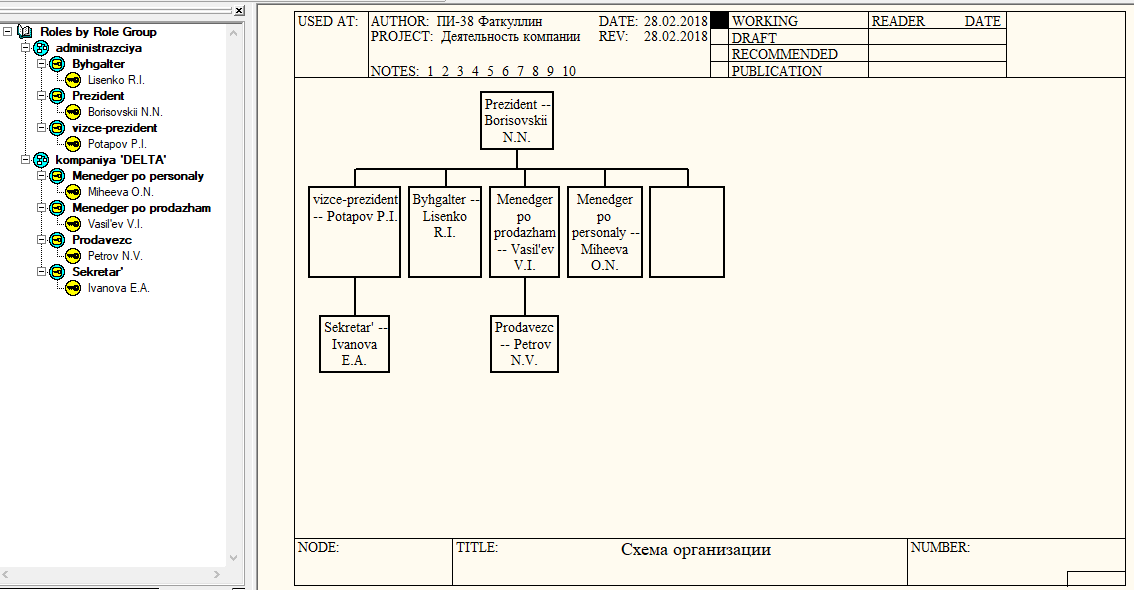 Roles by Role Group
administrazciya
Byhgalter
Lisenko R.I.
Prezident
Borisovskii N.N.
vizce-prezident
Potapov P.I.
kompaniya 'DELTA'
Menedger po personaly
Miheeva O.N.
Menedger po prodazham
Vasil'ev V.I.
Prodavezc
Petrov N.V.
Sekretar'
Ivanova E.A.
USED AT:
AUTHOR: ПИ-38 Фаткуллин
DATE: 28.02.2018
PROJECT: Деятельность компании
REV: 28.02.2018
NOTES: 1 2 3 4 5 6 7 8 9 10
WORKING
DRAFT
RECOMMENDED
PUBLICATION
READER
DATE
Prezident --
Borisovskii
N.N.
vizce-prezident
-- Potapov P.I.
Byhgalter --
Lisenko
R.I.
Menedger
po
prodazham
-- Vasil'ev
V.I.
Menedger
po
personaly --
Miheeva
O.N.
Sekretar' --
Ivanova
E.A.
Prodavezc
-- Petrov
N.V.
NODE:
TITLE:
Схема организации
NUMBER: